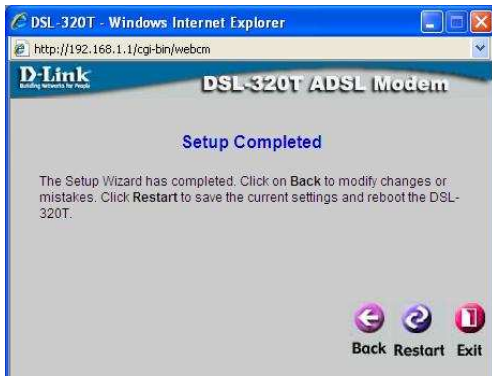 DSL-320T - Windows Internet Explorer
http://192.168.1.1/cgi-bin/webcm
D-Link
Building Networks for People
DSL-320T ADSL Modem
Setup Completed
The Setup Wizard has completed. Click on Back to modify changes or
mistakes. Click Restart to save the current settings and reboot the DSL-
320T.
Back Restart Exit